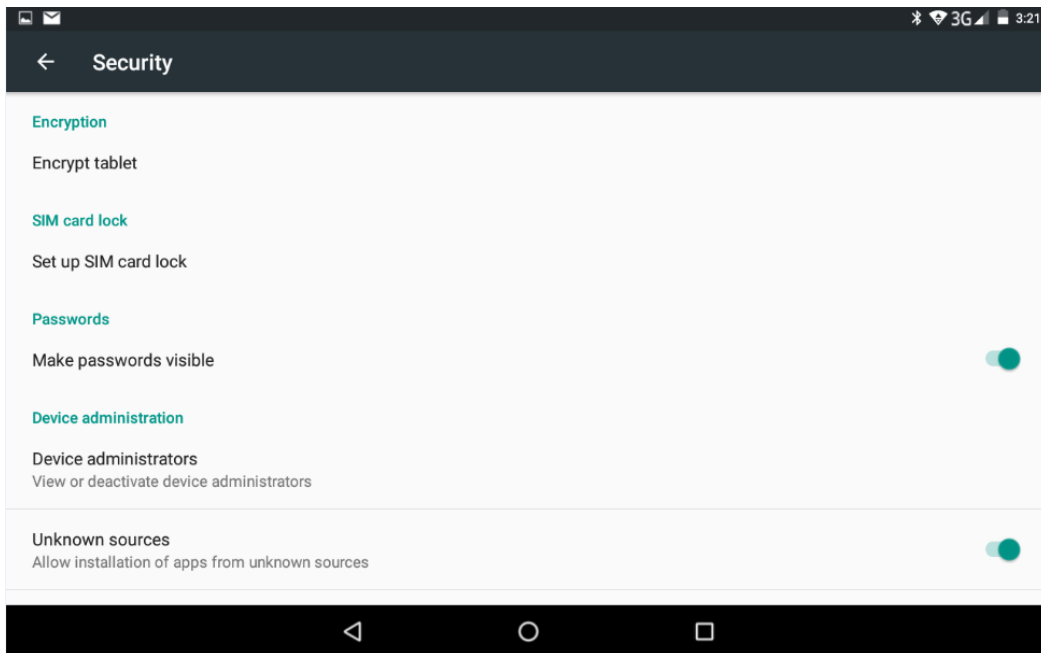 3G 3:21
Security
Encryption
Encrypt tablet
SIM card lock
Set up SIM card lock
Passwords
Make passwords visible
Device administration
Device administrators
View or deactivate device administrators
Unknown sources
Allow installation of apps from unknown sources